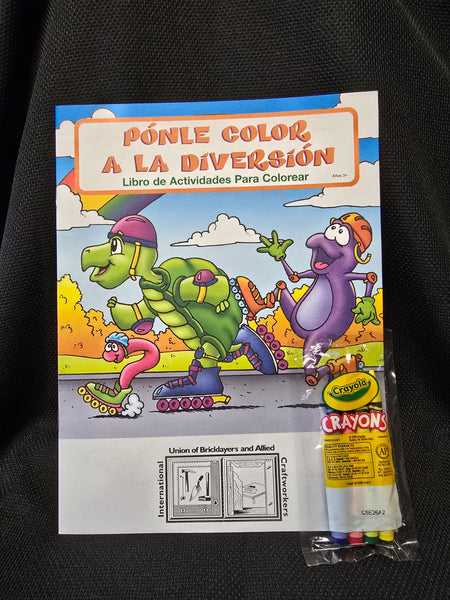 PÓNLE COLOR
A LA DIVERSIÓN
Libro de Actividades Para Colorear
Años 3+
Crayola
CRAYONS
Union of Bricklayers and Allied
International
Craftworkers
C5E26A2